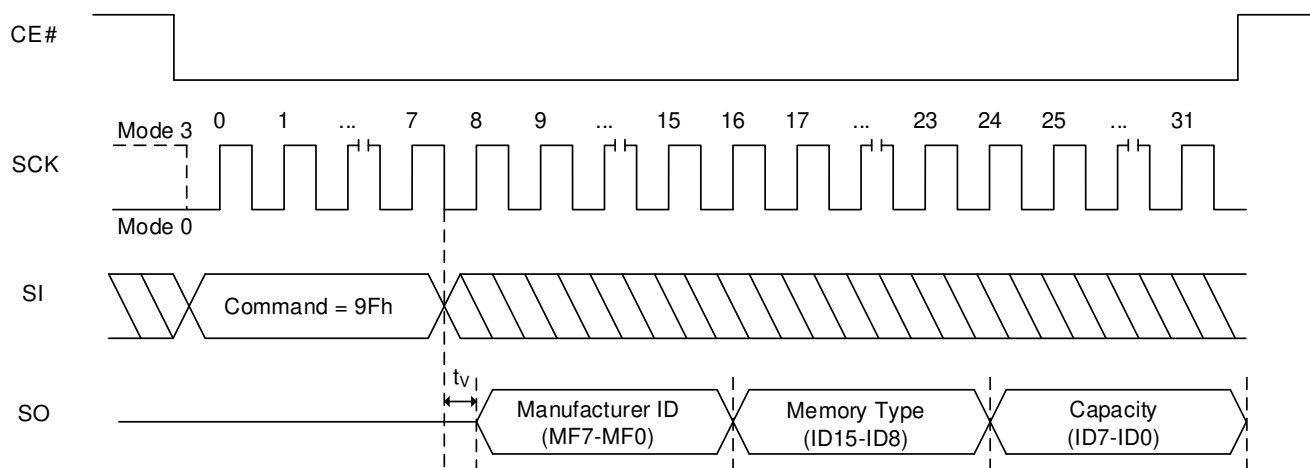 CE#
0 1 ... 7 8 9 ... 15 16 17 ... 23 24 25 ... 31
Mode 3
SCK
Mode 0
SI
Command = 9Fh
tV
SO
Manufacturer ID
(MF7-MF0)
Memory Type
(ID15-ID8)
Capacity
(ID7-ID0)